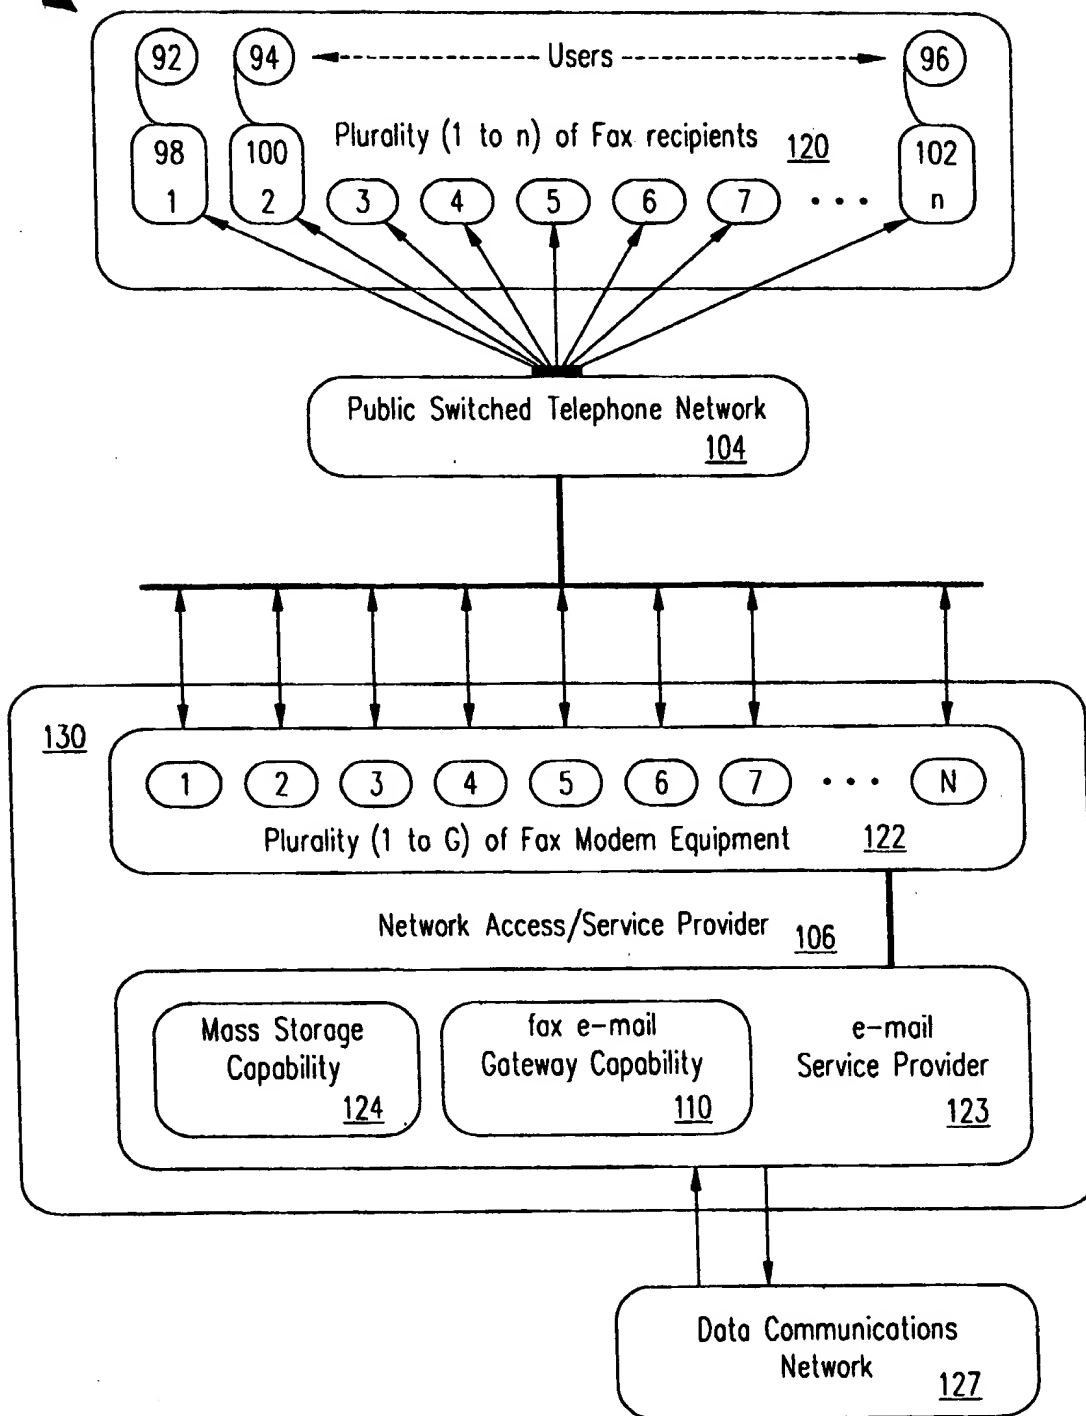 92 94 Users 96
98 100 Plurality (1 to n) of Fax recipients 120 102
1 2 3 4 5 6 7 • • • n
Public Switched Telephone Network
104
130
1 2 3 4 5 6 7 • • • N
Plurality (1 to G) of Fax Modem Equipment 122
Network Access/Service Provider 106
Mass Storage
Capability
124
fax e-mail
Gateway Capability
110
e-mail
Service Provider
123
Data Communications
Network
127